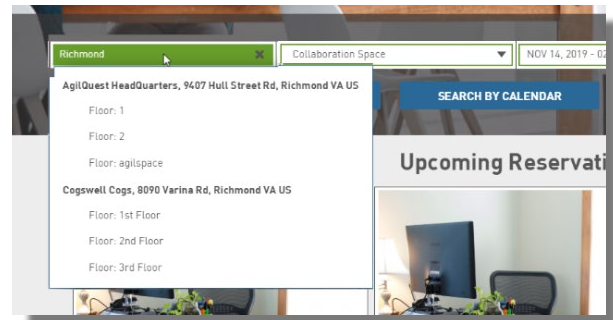 Richmond
Collaboration Space
NOV 14, 2019 - 02
AgilQuest HeadQuarters, 9407 Hull Street Rd, Richmond VA US
Floor: 1
Floor: 2
Floor: agilspace
Cogswell Cogs, 8090 Varina Rd, Richmond VA US
Floor: 1st Floor
Floor: 2nd Floor
Floor: 3rd Floor
SEARCH BY CALENDAR
Upcoming Reservati